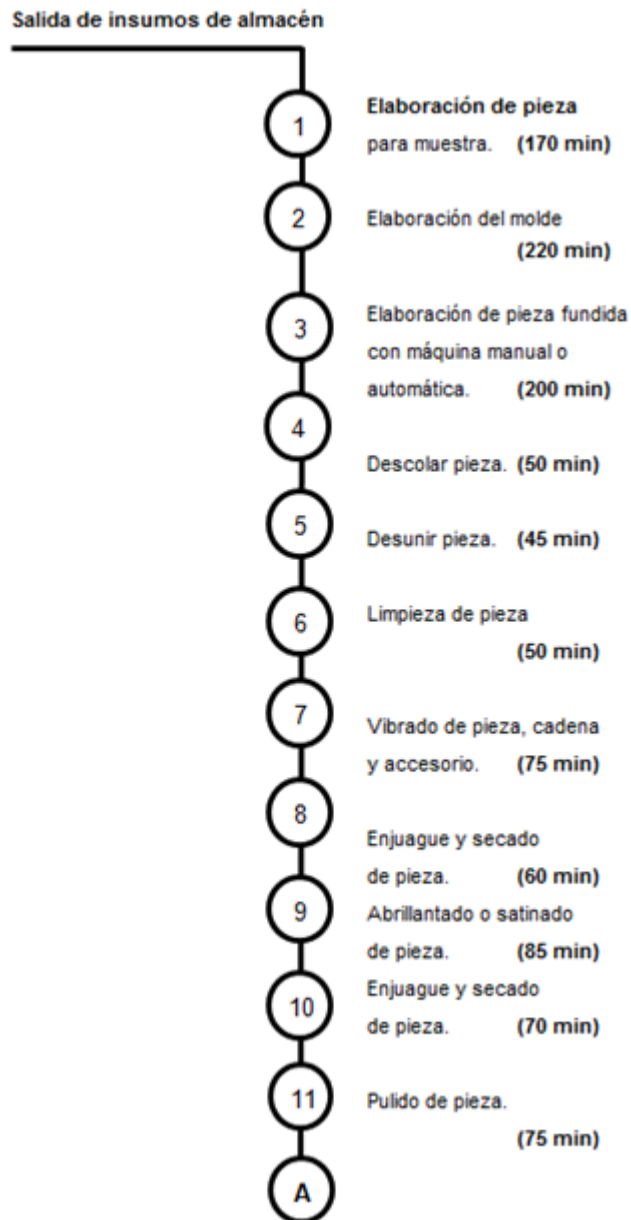 Salida de insumos de almacén
1
Elaboración de pieza
para muestra. (170 min)
2
Elaboración del molde
(220 min)
3
Elaboración de pieza fundida
con máquina manual o
automática. (200 min)
4
Descolar pieza. (50 min)
5
Desunir pieza. (45 min)
6
Limpieza de pieza
(50 min)
7
Vibrado de pieza, cadena
y accesorio. (75 min)
8
Enjuague y secado
de pieza. (60 min)
9
Abrillantado o satinado
de pieza. (85 min)
10
Enjuague y secado
de pieza. (70 min)
11
Pulido de pieza.
(75 min)
A